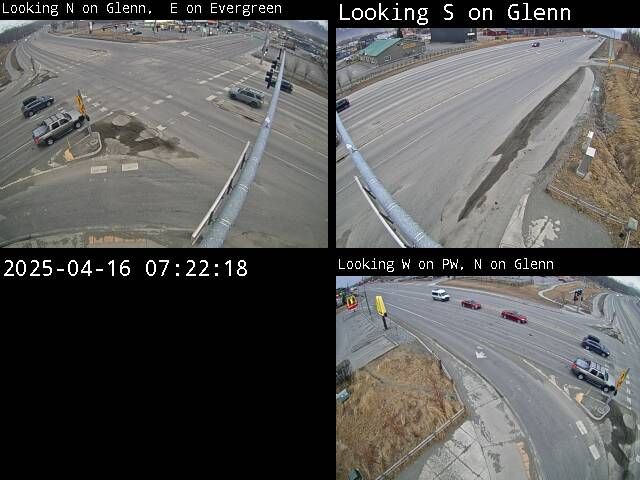 Looking N on Glenn,  E on Evergreen
Looking S on Glenn
2025-04-16 07:22:18
Looking W on PW, N on Glenn